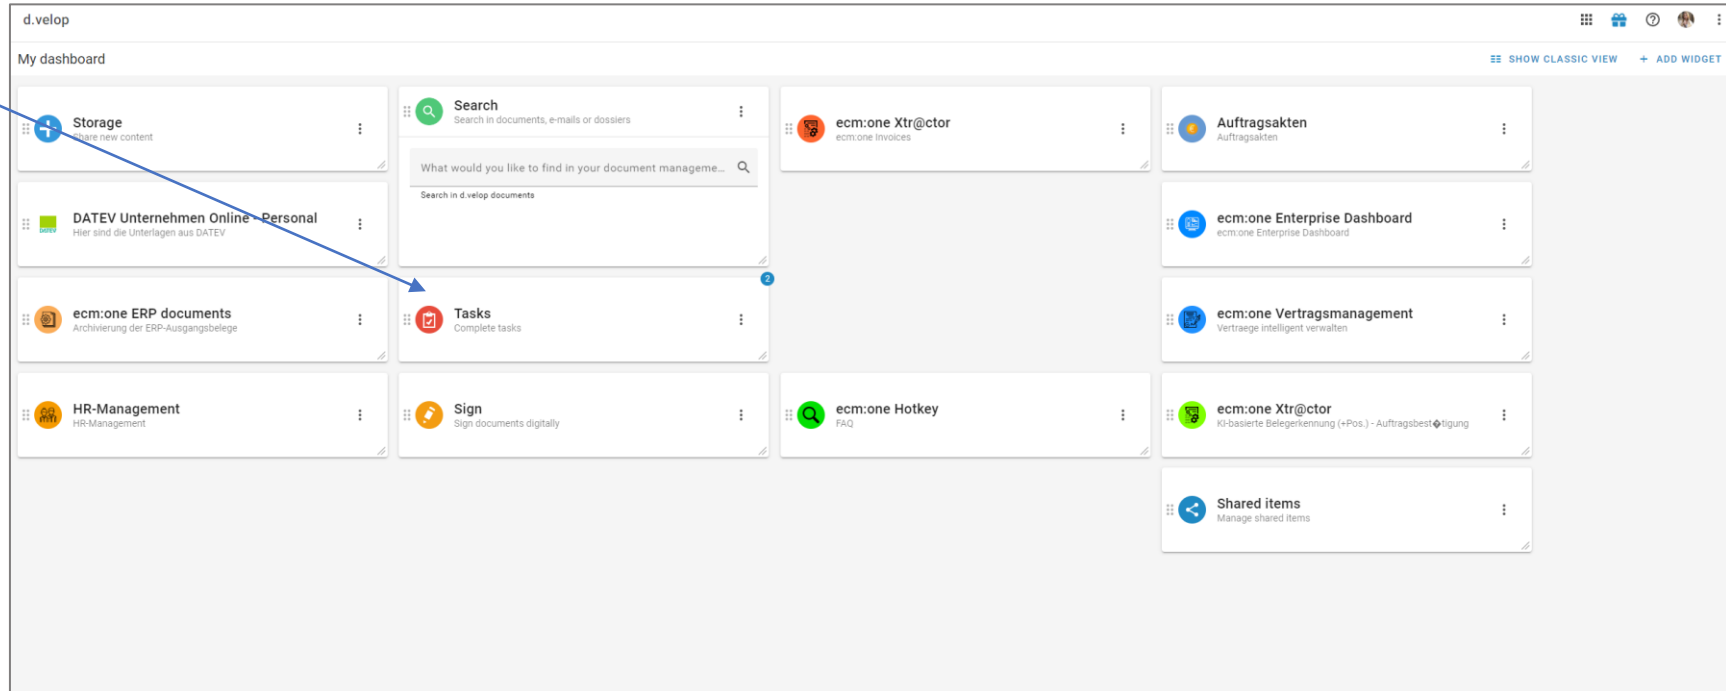 d.velop
My dashboard
SHOW CLASSIC VIEW
+ ADD WIDGET
Storage
Share new content
Search
Search in documents, e-mails or dossiers
What would you like to find in your document manageme...
Search in d.velop documents
ecm:one Xtr@ctor
ecm:one Invoices
Auftragsakten
Auftragsakten
DATEV
DATEV Unternehmen Online - Personal
Hier sind die Unterlagen aus DATEV
ecm:one Enterprise Dashboard
ecm:one Enterprise Dashboard
ecm:one ERP documents
Archivierung der ERP-Ausgangsbelege
2
Tasks
Complete tasks
ecm:one Vertragsmanagement
Vertraege intelligent verwalten
HR-Management
HR-Management
Sign
Sign documents digitally
ecm:one Hotkey
FAQ
ecm:one Xtr@ctor
KI-basierte Belegerkennung (+Pos.) - Auftragsbest�tigung
Shared items
Manage shared items